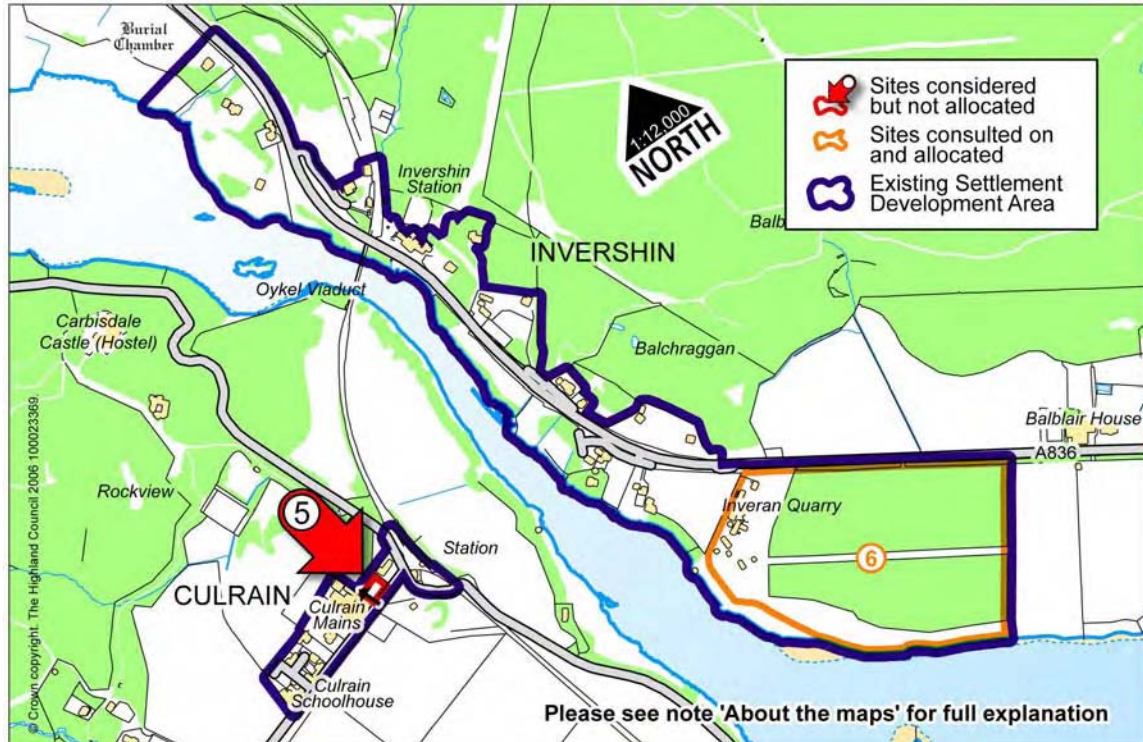 Burial
Chamber
Sites considered
but not allocated
Sites consulted on
and allocated
Existing Settlement
Development Area
1:12,000
NORTH
Invershin
Station
INVERSHIN
Balb
Oykel Viaduct
Carbisdale
Castle (Hostel)
Balchraggan
Balblair House
A836
Rockview
Inveran Quarry
5
Station
6
CULRAIN
Culrain
Mains
Culrain
Schoolhouse
Please see note 'About the maps' for full explanation
© Crown copyright. The Highland Council 2006 100023369.